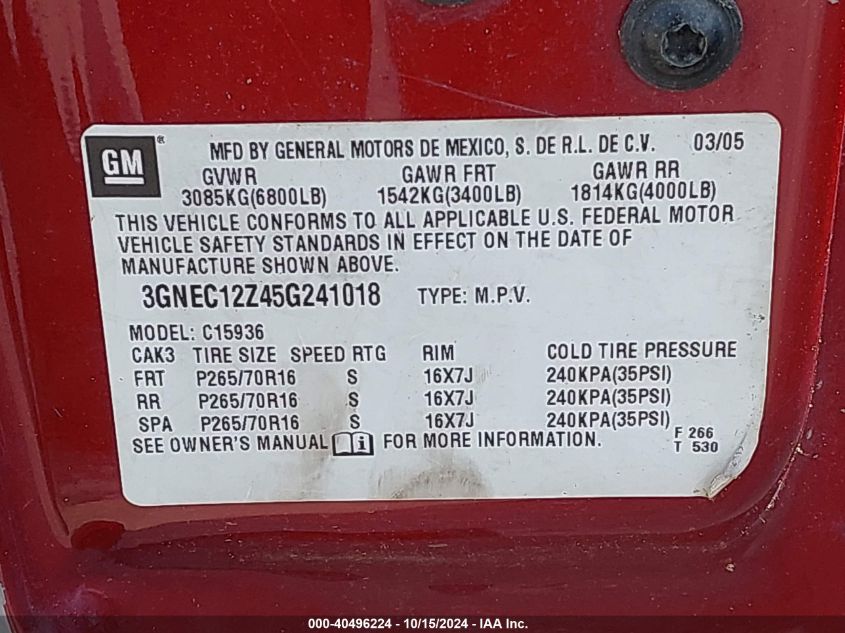 GM ® MFD BY GENERAL MOTORS DE MEXICO, S. DE R.L. DE C.V. 03/05
GVWR GAWR FRT GAWR RR
3085KG(6800LB) 1542KG(3400LB) 1814KG(4000LB)
THIS VEHICLE CONFORMS TO ALL APPLICABLE U.S. FEDERAL MOTOR
VEHICLE SAFETY STANDARDS IN EFFECT ON THE DATE OF
MANUFACTURE SHOWN ABOVE.
3GNEC12Z45G241018 TYPE: M.P.V.
MODEL: C15936
CAK3 TIRE SIZE SPEED RTG RIM COLD TIRE PRESSURE
FRT P265/70R16 S 16X7J 240KPA(35PSI)
RR P265/70R16 S 16X7J 240KPA(35PSI)
SPA P265/70R16 S 16X7J 240KPA(35PSI)
SEE OWNER'S MANUAL i FOR MORE INFORMATION. F 266
T 530
000-40496224 - 10/15/2024 - IAA Inc.